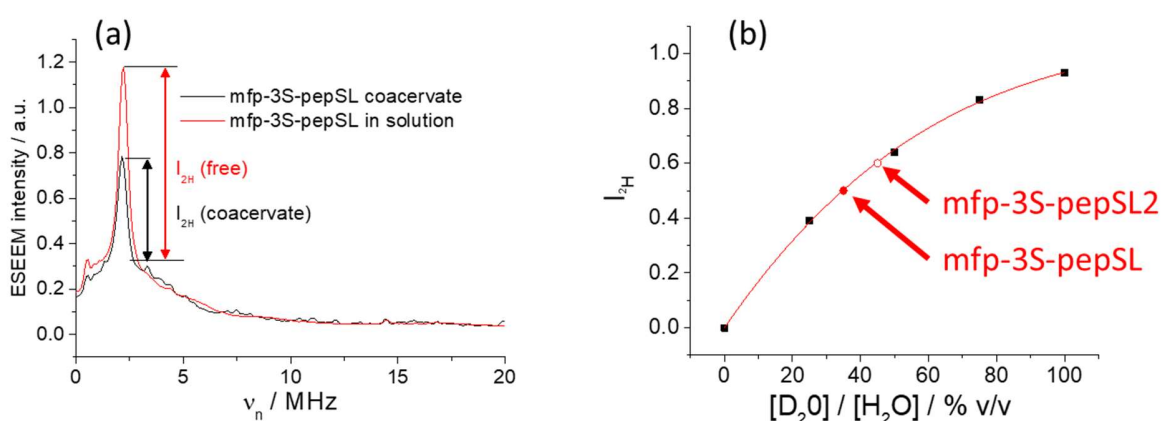 (a)
ESEEM intensity / a.u.
1.2
1.0
0.8
0.6
0.4
0.2
0.0
mfp-3S-pepSL coacervate
mfp-3S-pepSL in solution
I2H (free)
I2H (coacervate)
0 5 10 15 20
νn / MHz
(b)
I2H
1.0
0.8
0.6
0.4
0.2
0.0
mfp-3S-pepSL2
mfp-3S-pepSL
0 20 40 60 80 100
[D20] / [H2O] / % v/v